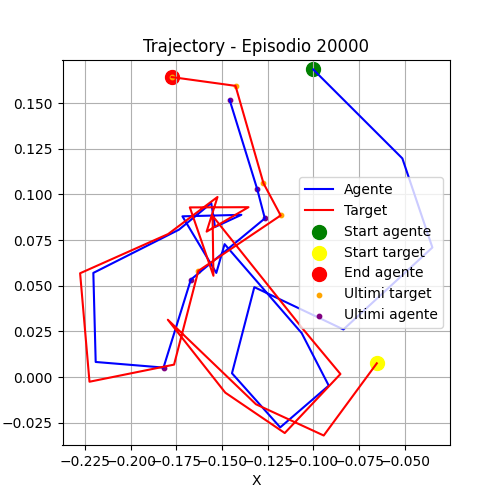 Trajectory - Episodio 20000
0.150
0.125
0.100
0.075
0.050
0.025
0.000
−0.025
Agente
Target
Start agente
Start target
End agente
Ultimi target
Ultimi agente
−0.225 −0.200 −0.175 −0.150 −0.125 −0.100 −0.075 −0.050
X